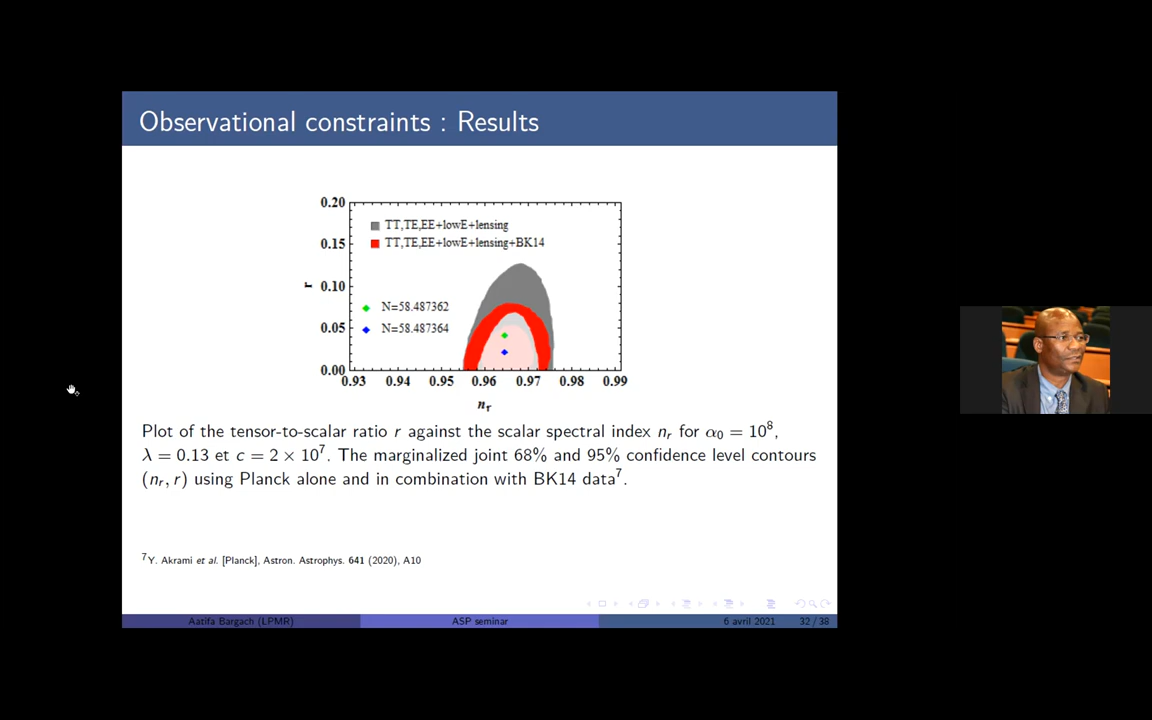 Observational constraints : Results
0.20
0.15
0.10
0.05
0.00
r
TT,TE,EE+lowE+lensing
TT,TE,EE+lowE+lensing+BK14
N=58.487362
N=58.487364
0.93 0.94 0.95 0.96 0.97 0.98 0.99
nᵣ
Plot of the tensor-to-scalar ratio r against the scalar spectral index nᵣ for α₀ = 10⁸,
λ = 0.13 et c = 2 × 10⁷. The marginalized joint 68% and 95% confidence level contours
(nᵣ, r) using Planck alone and in combination with BK14 data⁷.
⁷Y. Akrami et al. [Planck], Astron. Astrophys. 641 (2020), A10
Aatifa Bargach (LPMR) ASP seminar 6 avril 2021 32 / 38